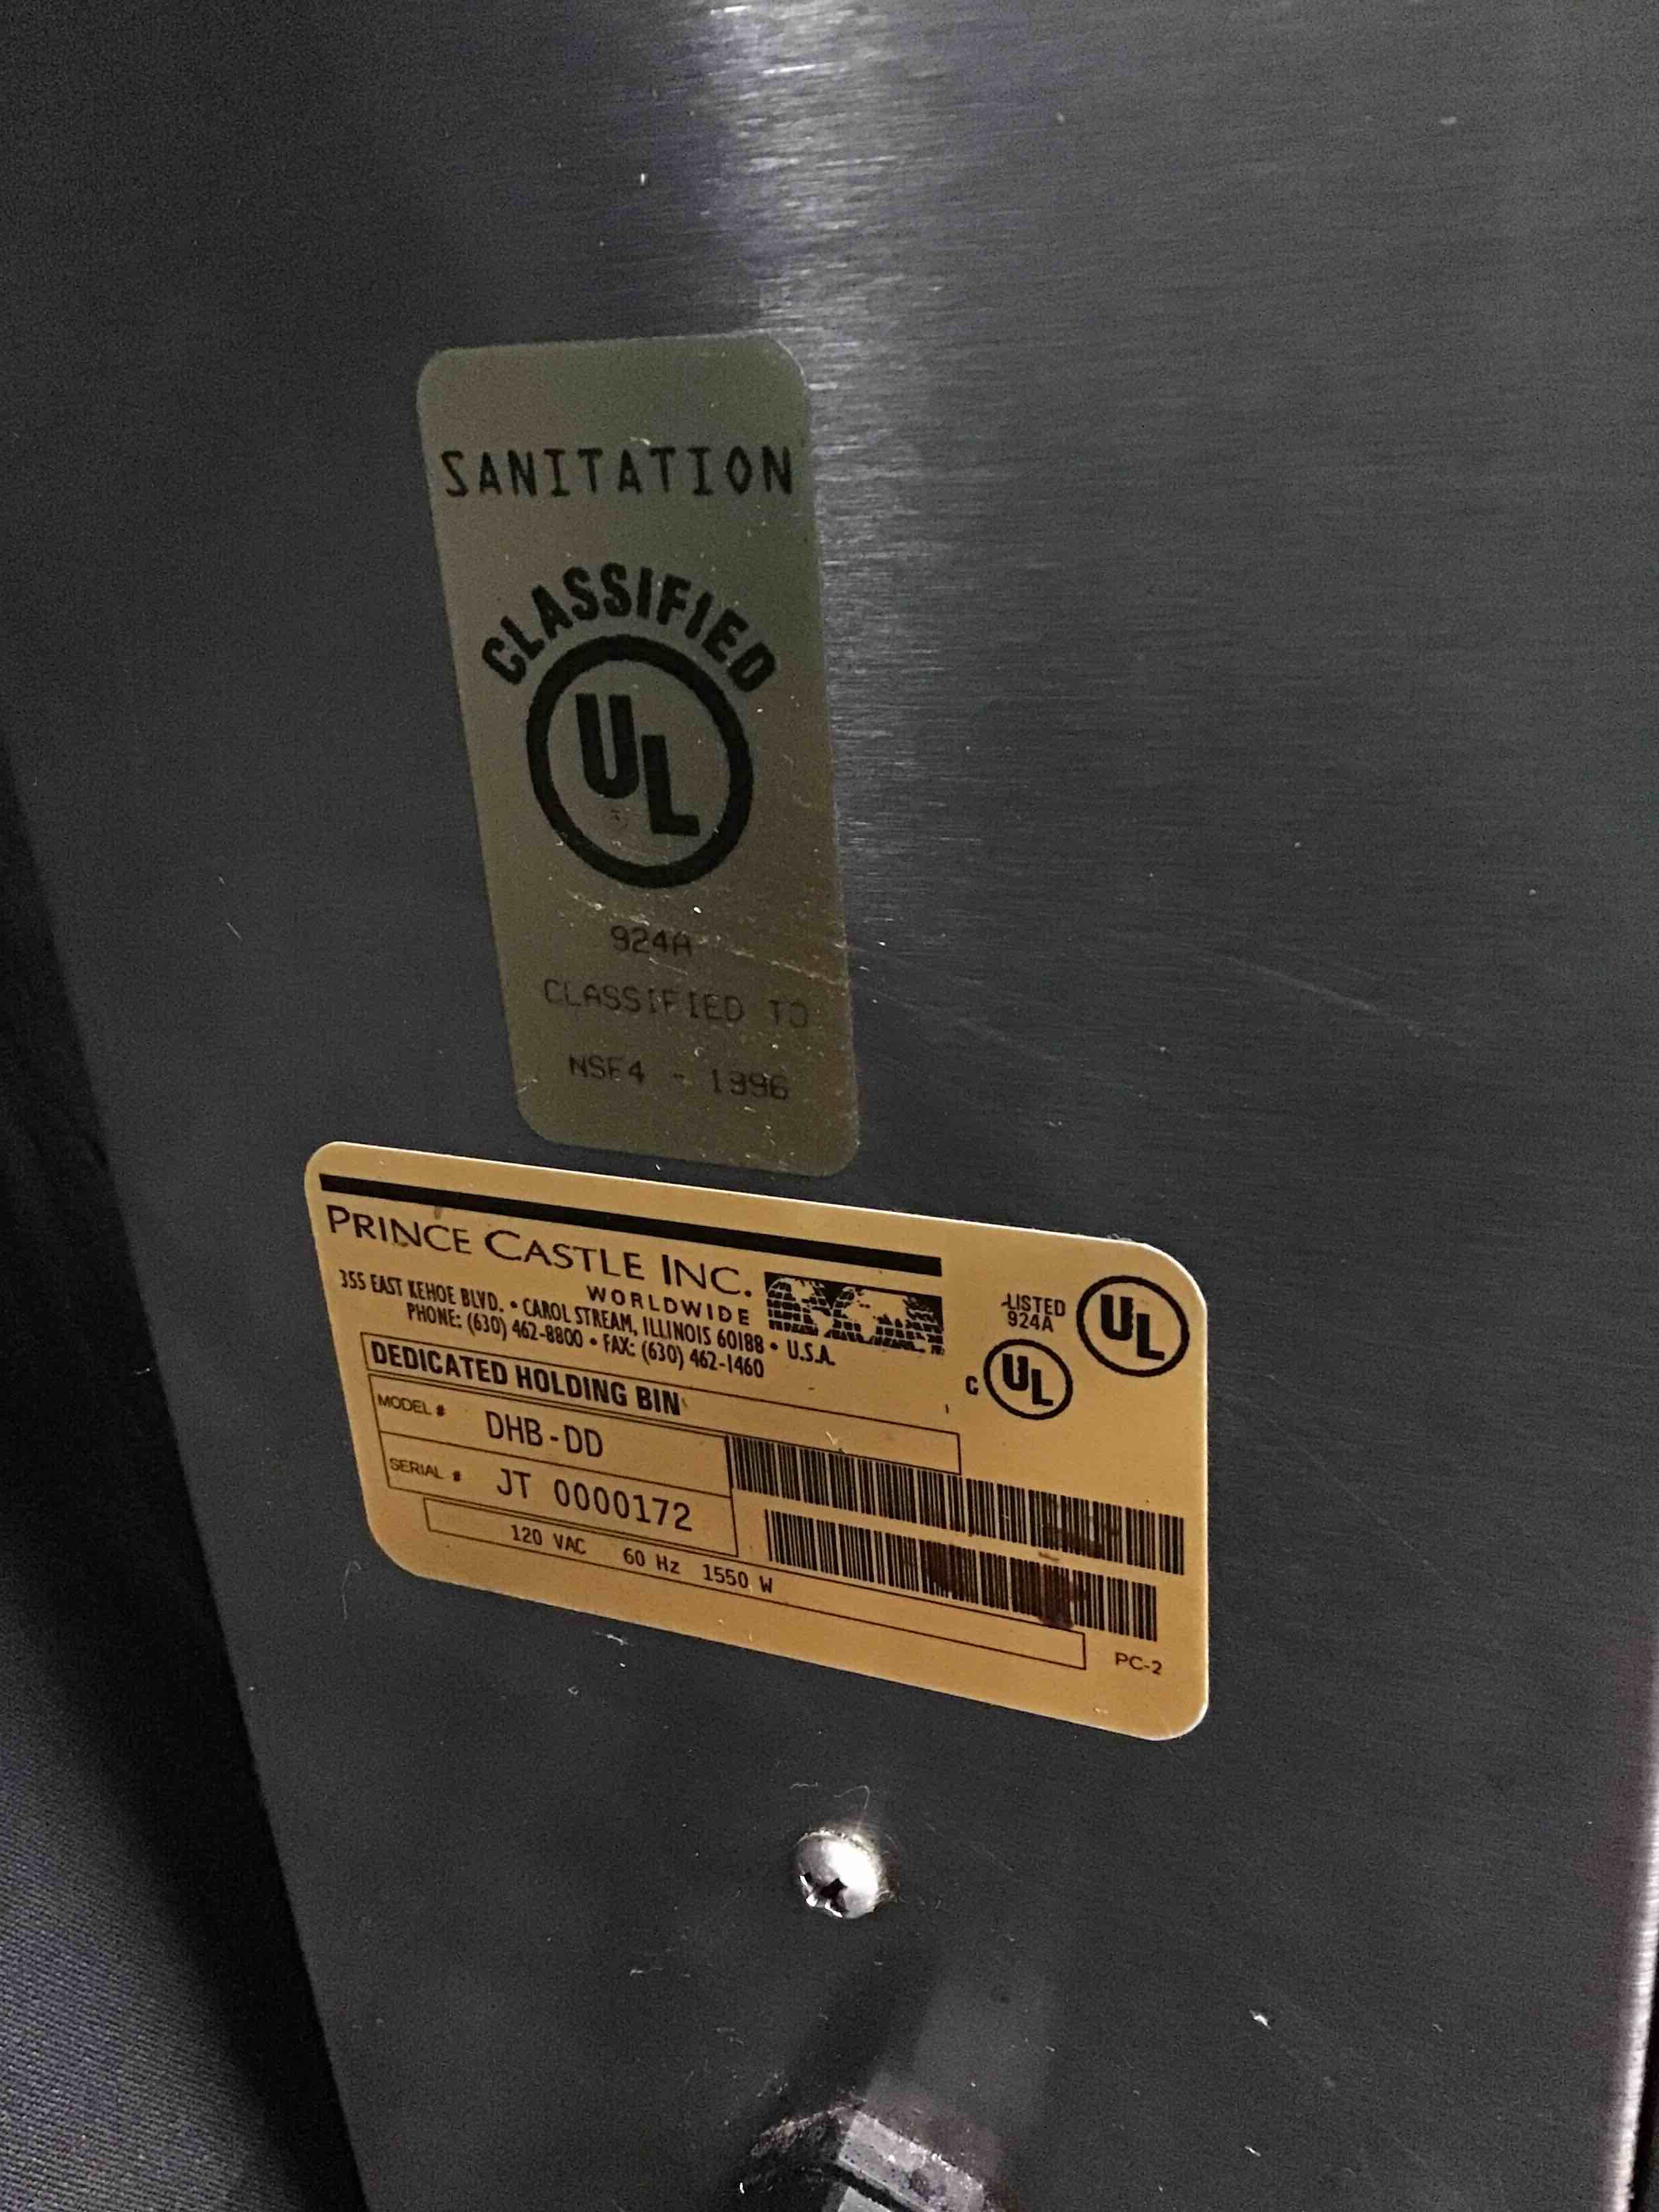 SANITATION
CLASSIFIED
UL
924A
CLASSIFIED TO
NSF4 - 1996
PRINCE CASTLE INC.
WORLDWIDE
355 EAST KEHOE BLVD. • CAROL STREAM, ILLINOIS 60188 • U.S.A.
PHONE: (630) 462-8800 • FAX: (630) 462-1460
LISTED
924A
UL
C UL
DEDICATED HOLDING BIN
MODEL # DHB-DD
SERIAL # JT 0000172
120 VAC 60 Hz 1550 W
PC-2